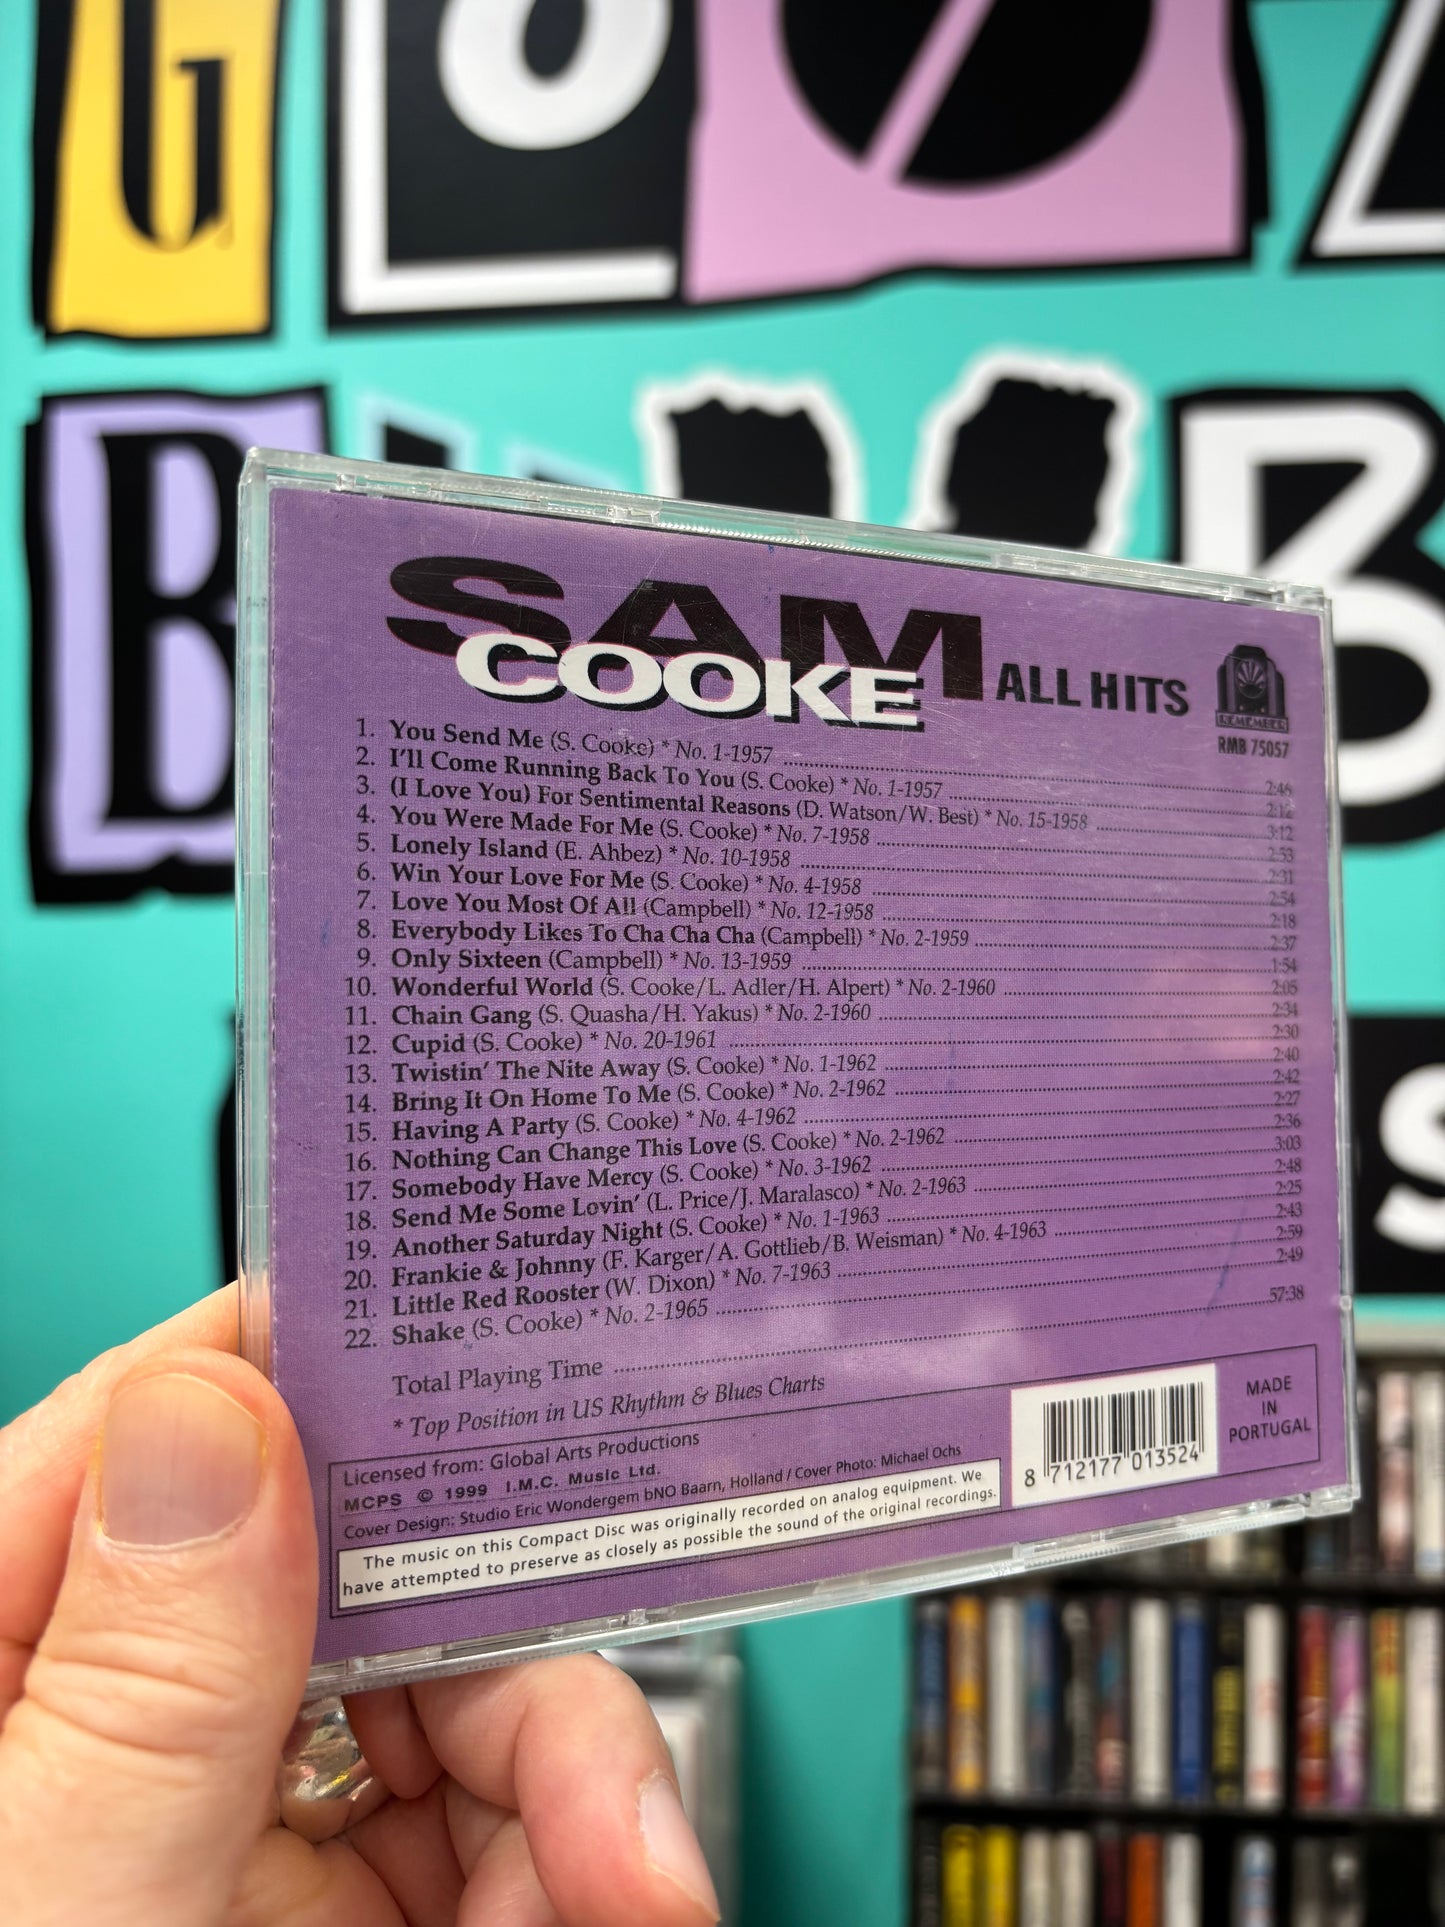 G
B
B
S
SAM
COOKE
ALL HITS
REMEMBER
RMB 75057
1. You Send Me (S. Cooke) * No. 1-1957 2:46
2. I'll Come Running Back To You (S. Cooke) * No. 1-1957 2:12
3. (I Love You) For Sentimental Reasons (D. Watson/W. Best) * No. 15-1958 3:12
4. You Were Made For Me (S. Cooke) * No. 7-1958 2:53
5. Lonely Island (E. Ahbez) * No. 10-1958 2:31
6. Win Your Love For Me (S. Cooke) * No. 4-1958 2:54
7. Love You Most Of All (Campbell) * No. 12-1958 2:18
8. Everybody Likes To Cha Cha Cha (Campbell) * No. 2-1959 2:37
9. Only Sixteen (Campbell) * No. 13-1959 1:54
10. Wonderful World (S. Cooke/L. Adler/H. Alpert) * No. 2-1960 2:05
11. Chain Gang (S. Quasha/H. Yakus) * No. 2-1960 2:34
12. Cupid (S. Cooke) * No. 20-1961 2:30
13. Twistin' The Nite Away (S. Cooke) * No. 1-1962 2:40
14. Bring It On Home To Me (S. Cooke) * No. 2-1962 2:42
15. Having A Party (S. Cooke) * No. 4-1962 2:27
16. Nothing Can Change This Love (S. Cooke) * No. 2-1962 2:36
17. Somebody Have Mercy (S. Cooke) * No. 3-1962 3:03
18. Send Me Some Lovin' (L. Price/J. Maralasco) * No. 2-1963 2:48
19. Another Saturday Night (S. Cooke) * No. 1-1963 2:25
20. Frankie & Johnny (F. Karger/A. Gottlieb/B. Weisman) * No. 4-1963 2:43
21. Little Red Rooster (W. Dixon) * No. 7-1963 2:59
22. Shake (S. Cooke) * No. 2-1965 2:49
Total Playing Time 57:38
* Top Position in US Rhythm & Blues Charts
Licensed from: Global Arts Productions
MCPS © 1999 I.M.C. Music Ltd.
Cover Design: Studio Eric Wondergem bNO Baarn, Holland / Cover Photo: Michael Ochs
The music on this Compact Disc was originally recorded on analog equipment. We
have attempted to preserve as closely as possible the sound of the original recordings.
8 712177 013524
MADE
IN
PORTUGAL